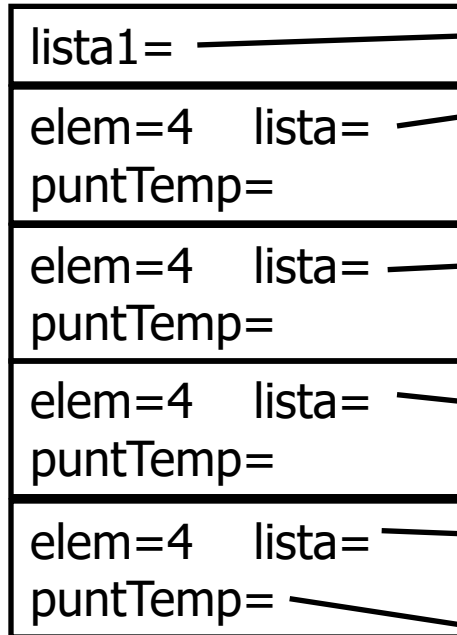 lista1=
elem=4 lista=
puntTemp=
elem=4 lista=
puntTemp=
elem=4 lista=
puntTemp=
elem=4 lista=
puntTemp=